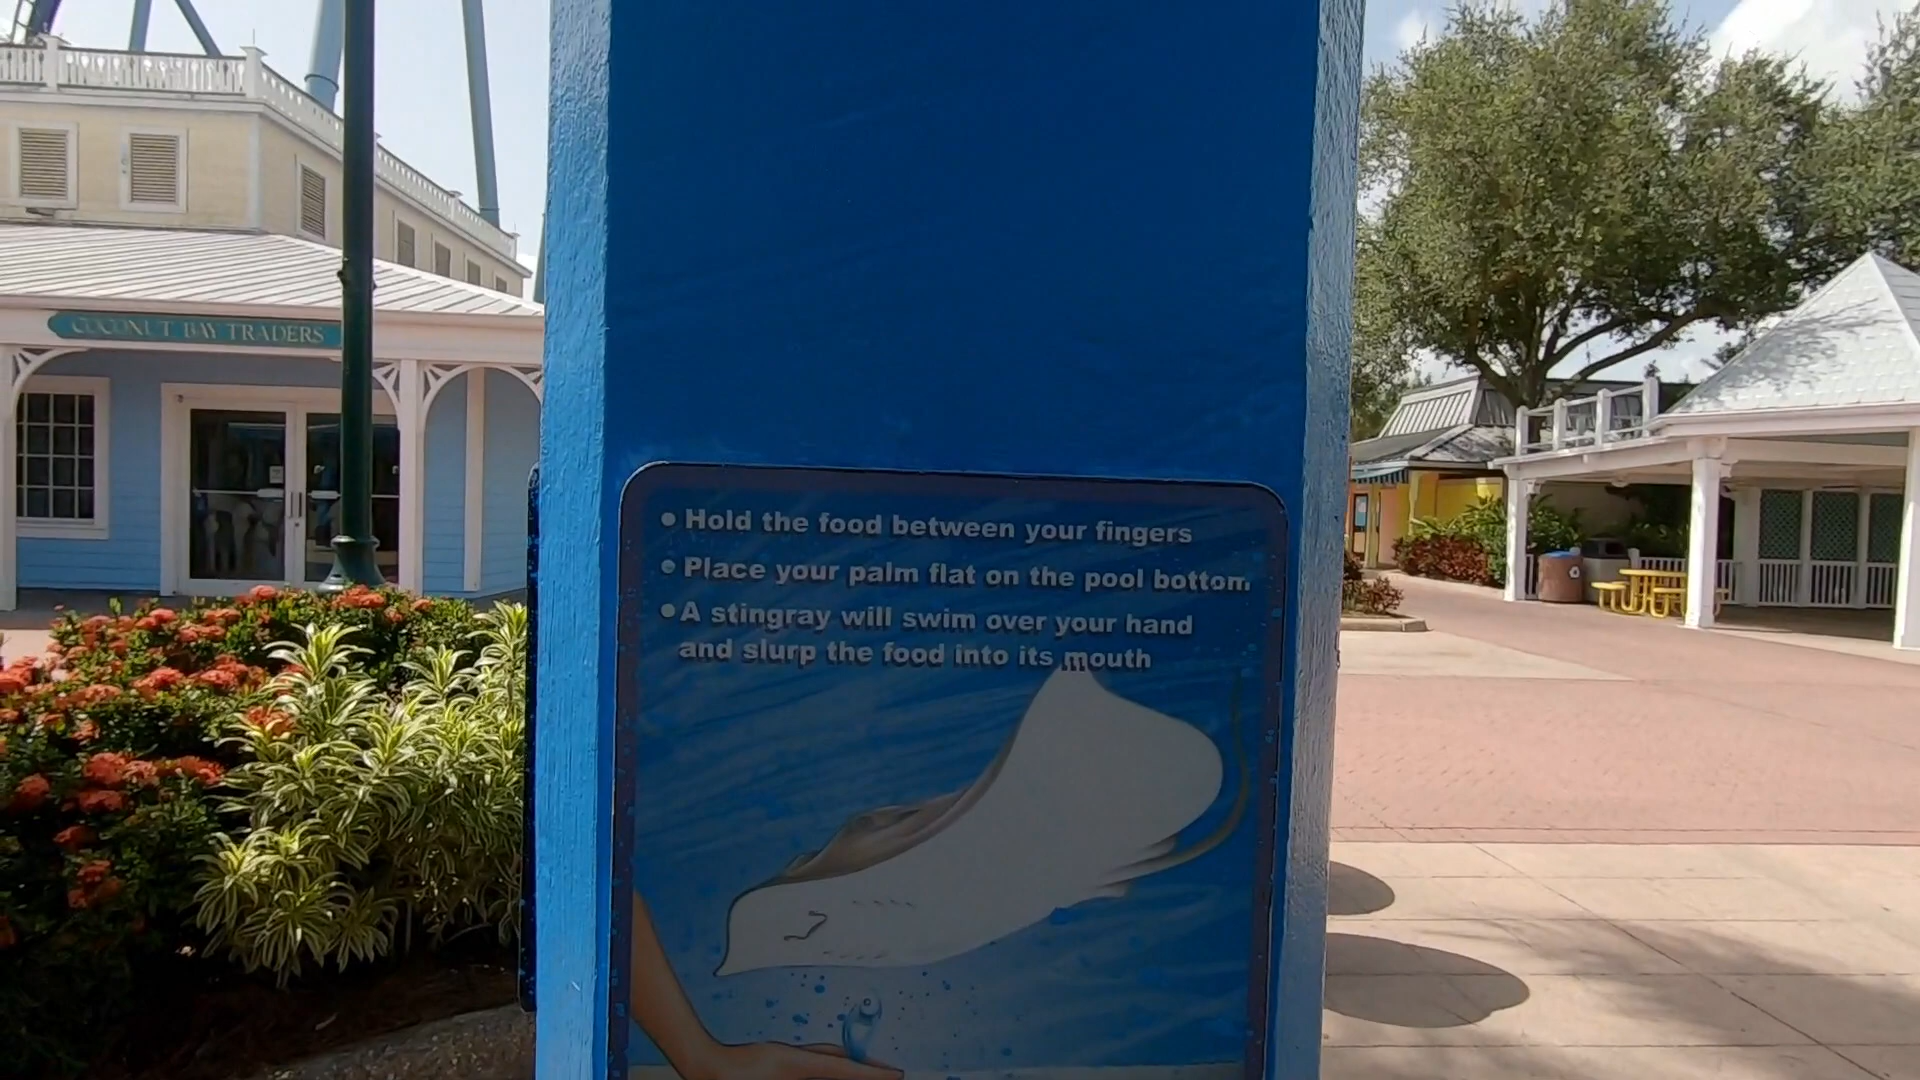 COCONUT BAY TRADERS
• Hold the food between your fingers
• Place your palm flat on the pool bottom
• A stingray will swim over your hand
and slurp the food into its mouth